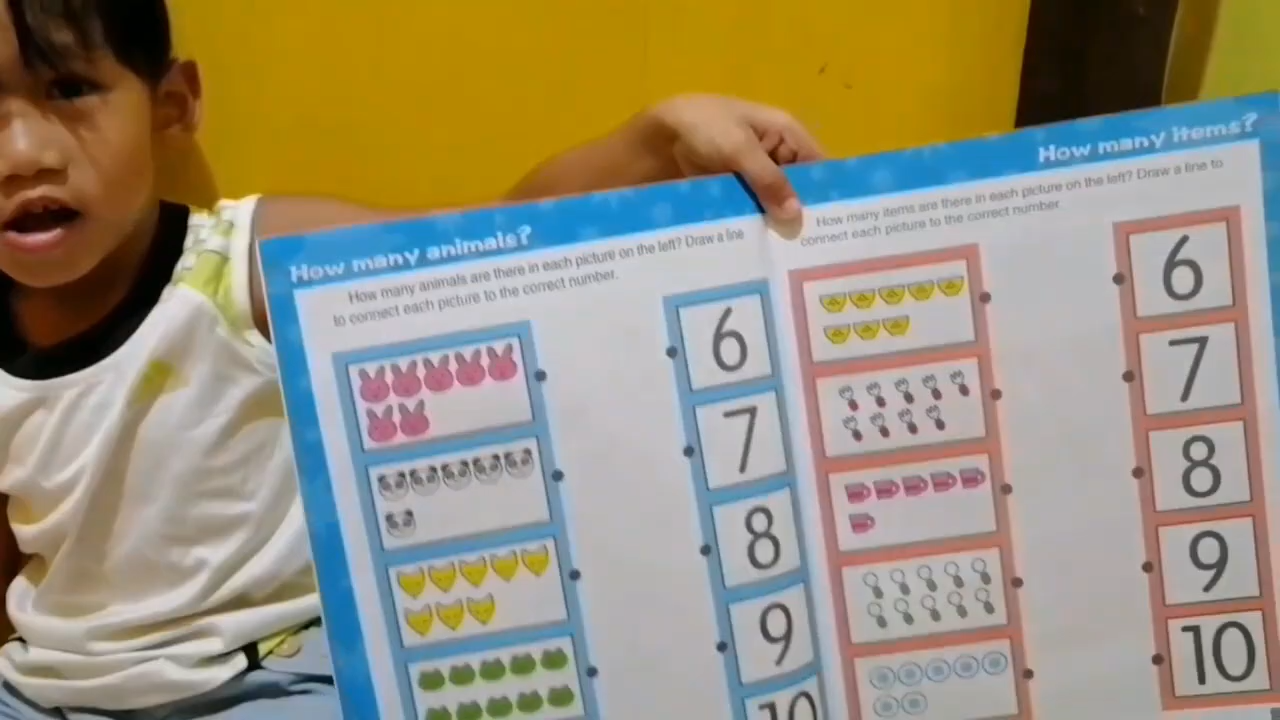 How many animals?
How many animals are there in each picture on the left? Draw a line
to connect each picture to the correct number.
6
7
8
9
10
How many items?
How many items are there in each picture on the left? Draw a line to
connect each picture to the correct number.
6
7
8
9
10